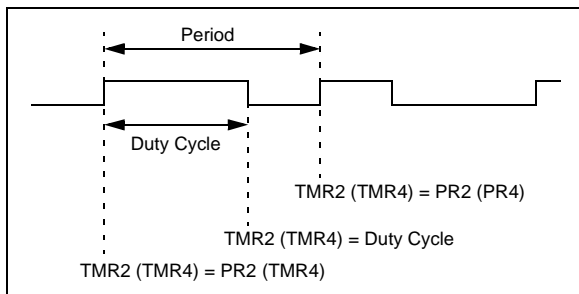 Period
Duty Cycle
TMR2 (TMR4) = PR2 (PR4)
TMR2 (TMR4) = Duty Cycle
TMR2 (TMR4) = PR2 (TMR4)